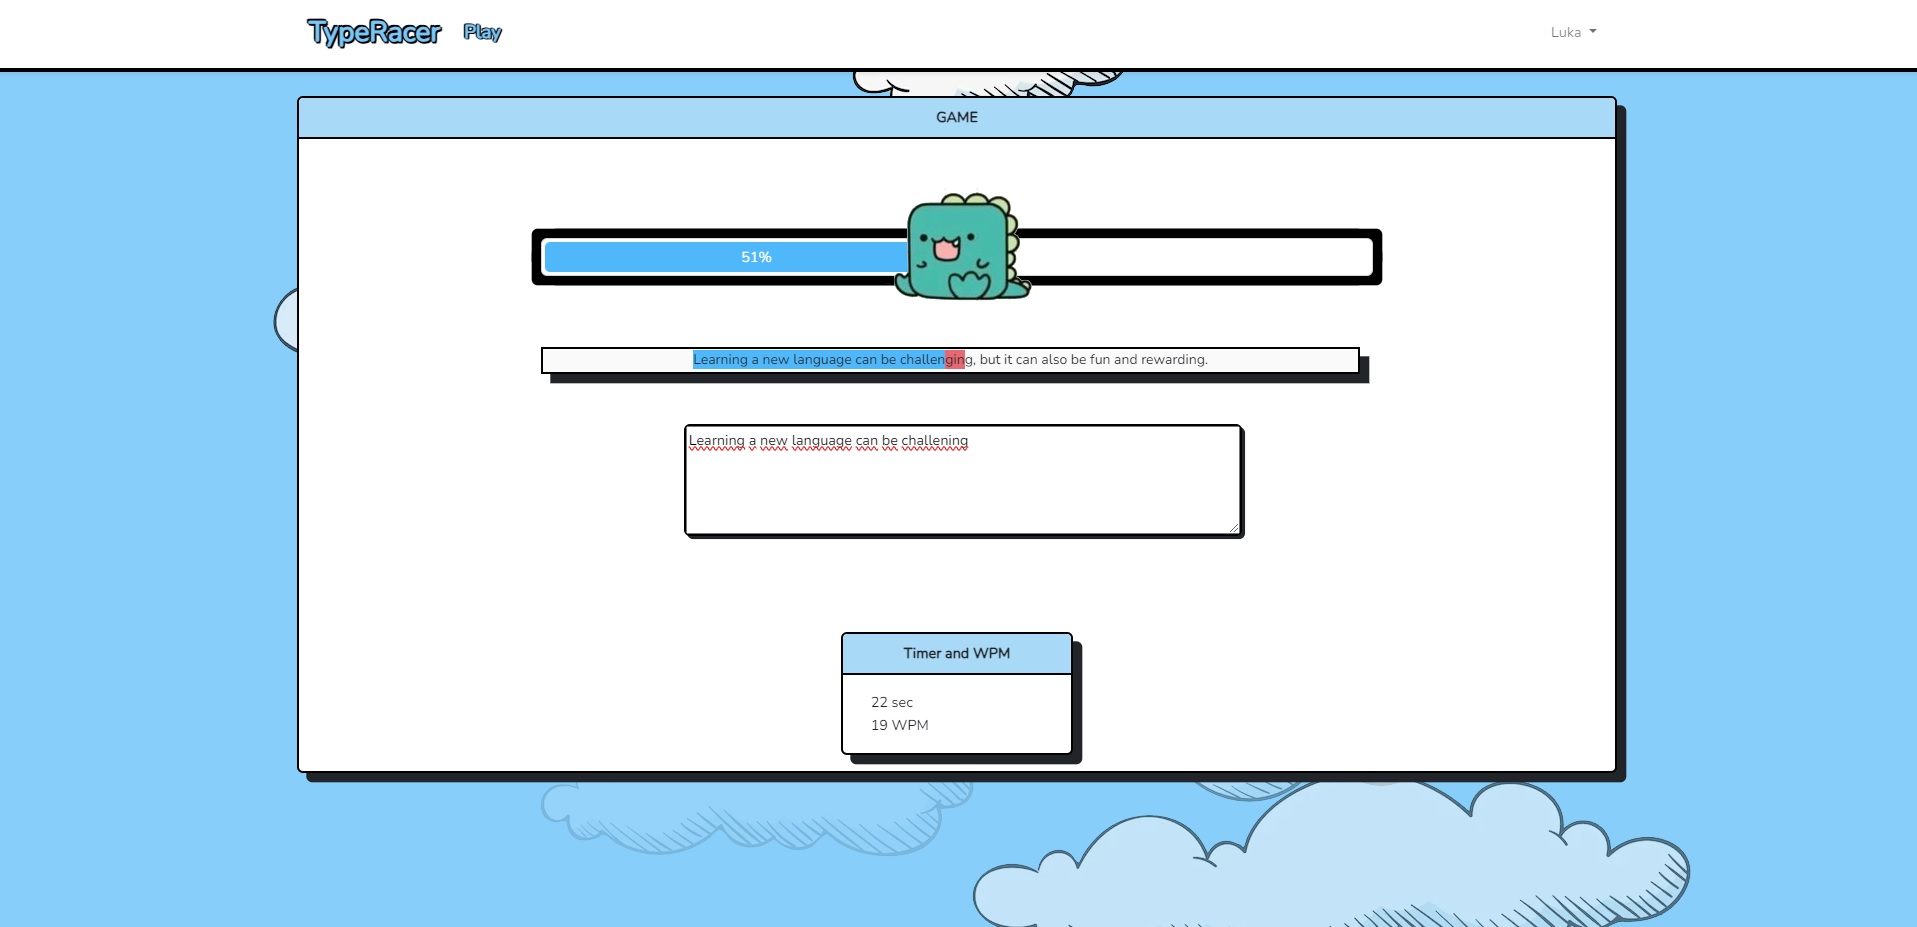 TypeRacer Play Luka
GAME
51%
Learning a new language can be challenging, but it can also be fun and rewarding.
Learning a new language can be challening
Timer and WPM
22 sec
19 WPM